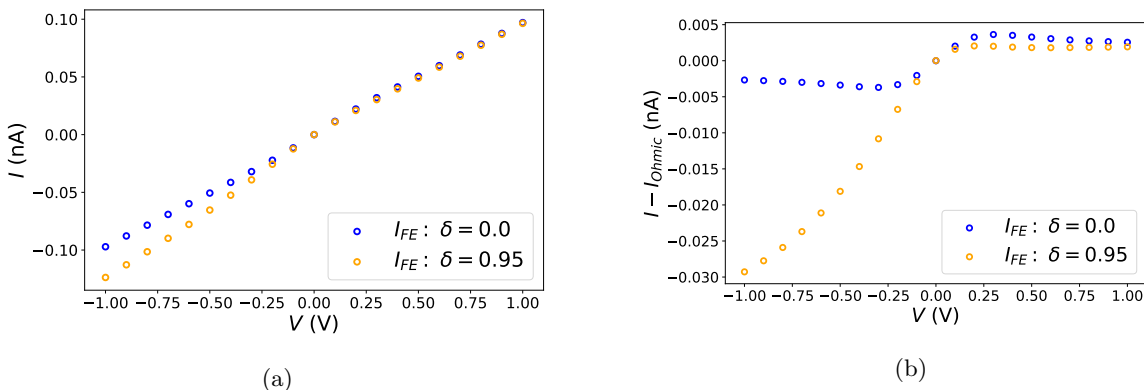 0.10
0.05
0.00
−0.05
−0.10
I (nA)
I_FE : δ = 0.0
I_FE : δ = 0.95
−1.00 −0.75 −0.50 −0.25 0.00 0.25 0.50 0.75 1.00
V (V)
(a)
0.005
0.000
−0.005
−0.010
−0.015
−0.020
−0.025
−0.030
I − I_Ohmic (nA)
I_FE : δ = 0.0
I_FE : δ = 0.95
−1.00 −0.75 −0.50 −0.25 0.00 0.25 0.50 0.75 1.00
V (V)
(b)